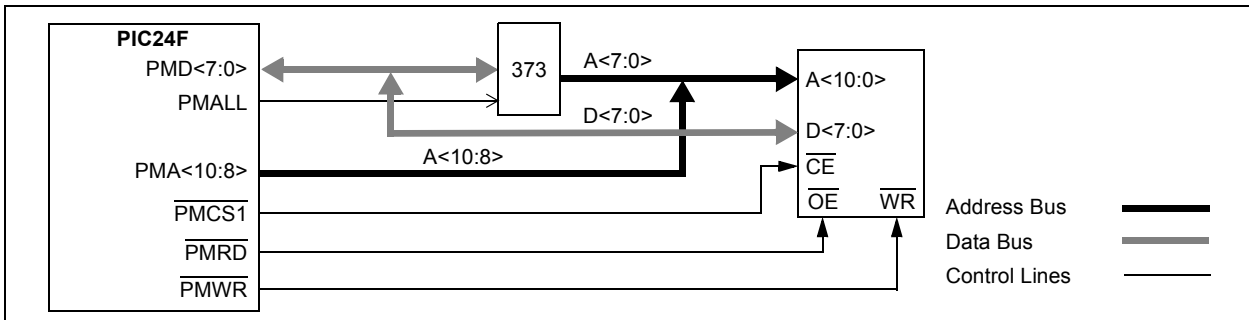 PIC24F
PMD<7:0>
373
A<7:0>
A<10:0>
PMALL
D<7:0>
D<7:0>
A<10:8>
PMA<10:8>
CE
OE WR
PMCS1
PMRD
PMWR
Address Bus
Data Bus
Control Lines